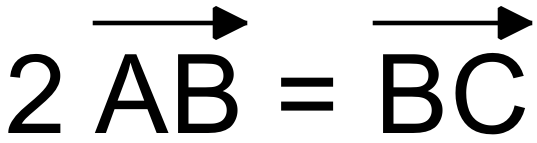 2 AB = BC